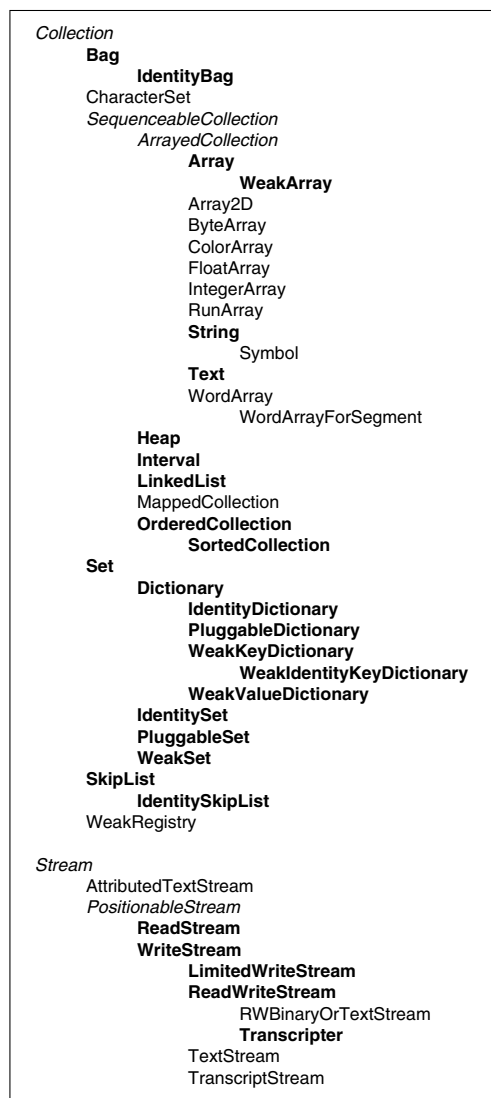 Collection
Bag
IdentityBag
CharacterSet
SequenceableCollection
ArrayedCollection
Array
WeakArray
Array2D
ByteArray
ColorArray
FloatArray
IntegerArray
RunArray
String
Symbol
Text
WordArray
WordArrayForSegment
Heap
Interval
LinkedList
MappedCollection
OrderedCollection
SortedCollection
Set
Dictionary
IdentityDictionary
PluggableDictionary
WeakKeyDictionary
WeakIdentityKeyDictionary
WeakValueDictionary
IdentitySet
PluggableSet
WeakSet
SkipList
IdentitySkipList
WeakRegistry
Stream
AttributedTextStream
PositionableStream
ReadStream
WriteStream
LimitedWriteStream
ReadWriteStream
RWBinaryOrTextStream
Transcripter
TextStream
TranscriptStream